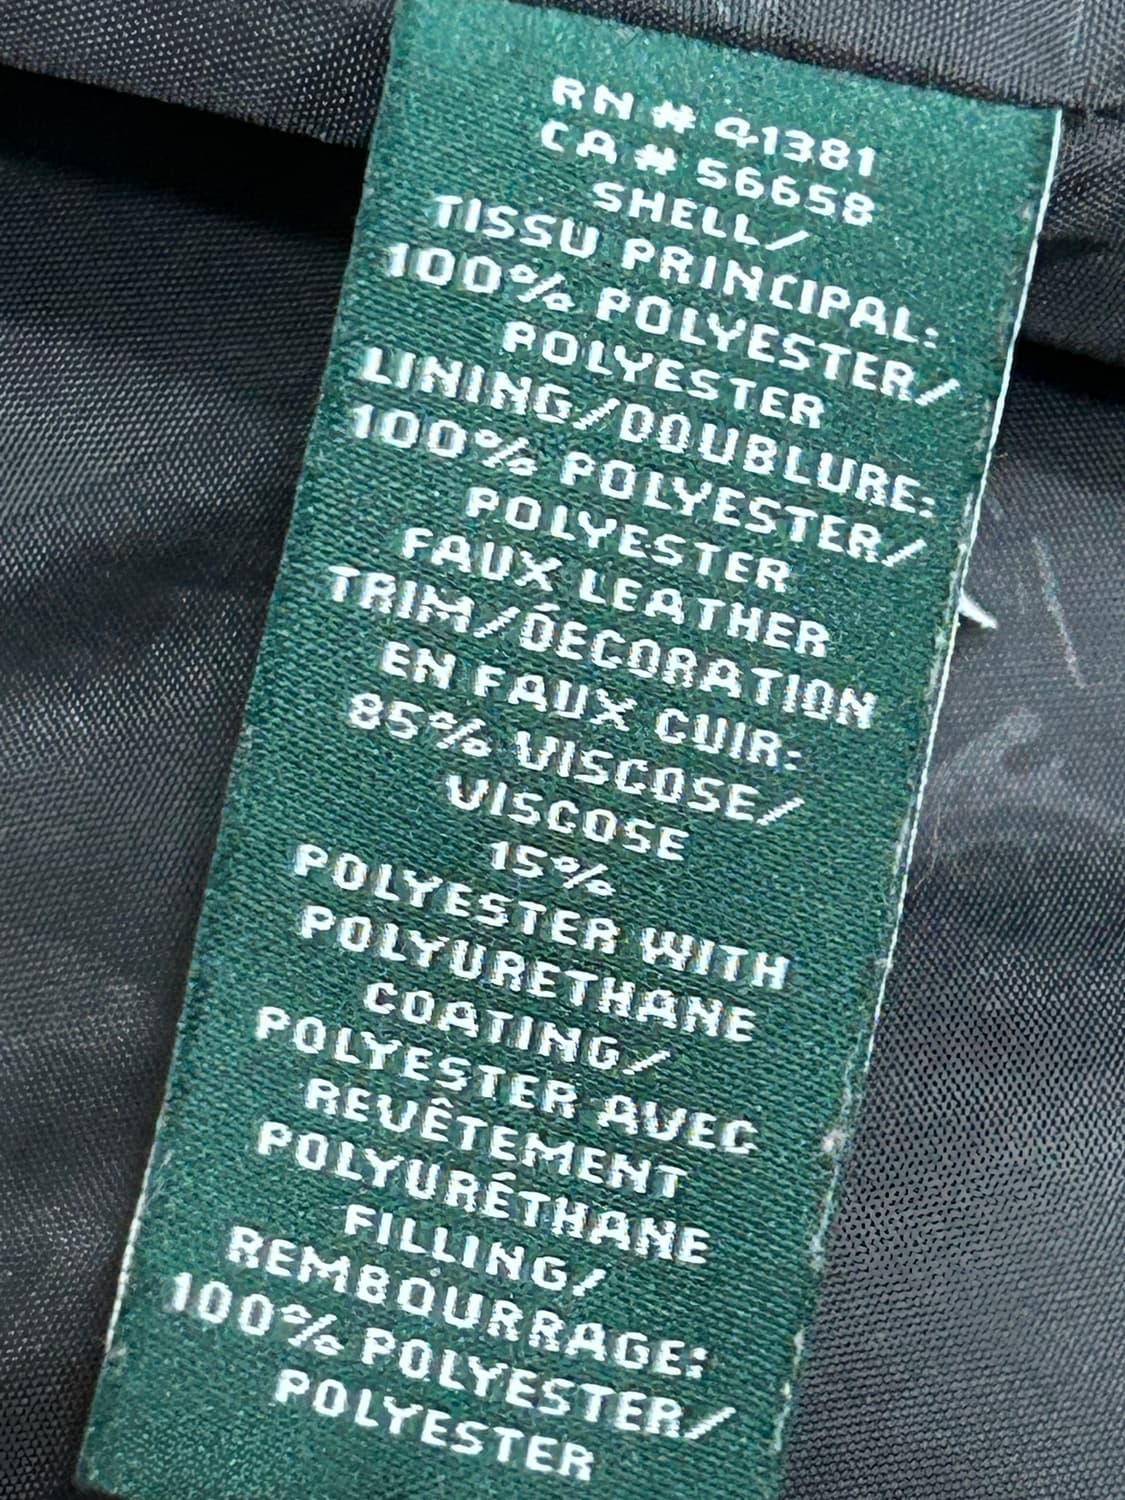 RN # 41381
CA # 56658
SHELL/
TISSU PRINCIPAL:
100% POLYESTER/
POLYESTER
LINING/DOUBLURE:
100% POLYESTER/
POLYESTER
FAUX LEATHER
TRIM/DÉCORATION
EN FAUX CUIR:
85% VISCOSE/
VISCOSE
15%
POLYESTER WITH
POLYURETHANE
COATING/
POLYESTER AVEC
REVÊTEMENT
POLYURÉTHANE
FILLING/
REMBOURRAGE:
100% POLYESTER/
POLYESTER